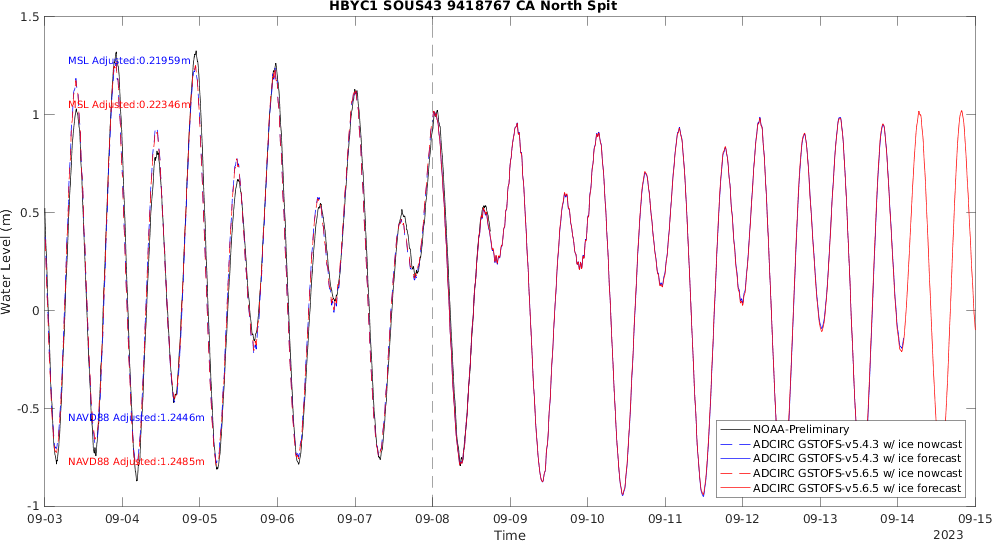 HBYC1 SOUS43 9418767 CA North Spit
1.5
MSL Adjusted:0.21959m
MSL Adjusted:0.22346m
1
0.5
Water Level (m)
0
-0.5
NAVD88 Adjusted:1.2446m
NAVD88 Adjusted:1.2485m
-1
NOAA-Preliminary
ADCIRC GSTOFS-v5.4.3 w/ ice nowcast
ADCIRC GSTOFS-v5.4.3 w/ ice forecast
ADCIRC GSTOFS-v5.6.5 w/ ice nowcast
ADCIRC GSTOFS-v5.6.5 w/ ice forecast
09-03 09-04 09-05 09-06 09-07 09-08 09-09 09-10 09-11 09-12 09-13 09-14 09-15
Time
2023